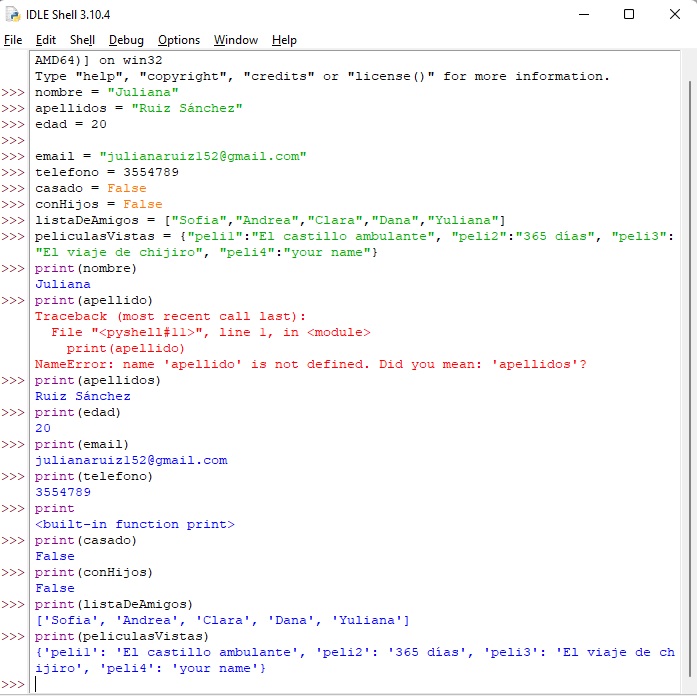 IDLE Shell 3.10.4
File Edit Shell Debug Options Window Help
AMD64)] on win32
Type "help", "copyright", "credits" or "license()" for more information.
>>> nombre = "Juliana"
>>> apellidos = "Ruiz Sánchez"
>>> edad = 20
>>>
>>> email = "julianaruiz152@gmail.com"
>>> telefono = 3554789
>>> casado = False
>>> conHijos = False
>>> listaDeAmigos = ["Sofia","Andrea","Clara","Dana","Yuliana"]
>>> peliculasVistas = {"peli1":"El castillo ambulante", "peli2":"365 días", "peli3":
"El viaje de chijiro", "peli4":"your name"}
>>> print(nombre)
Juliana
>>> print(apellido)
Traceback (most recent call last):
  File "<pyshell#11>", line 1, in <module>
    print(apellido)
NameError: name 'apellido' is not defined. Did you mean: 'apellidos'?
>>> print(apellidos)
Ruiz Sánchez
>>> print(edad)
20
>>> print(email)
julianaruiz152@gmail.com
>>> print(telefono)
3554789
>>> print
<built-in function print>
>>> print(casado)
False
>>> print(conHijos)
False
>>> print(listaDeAmigos)
['Sofia', 'Andrea', 'Clara', 'Dana', 'Yuliana']
>>> print(peliculasVistas)
{'peli1': 'El castillo ambulante', 'peli2': '365 días', 'peli3': 'El viaje de ch
ijiro', 'peli4': 'your name'}
>>>